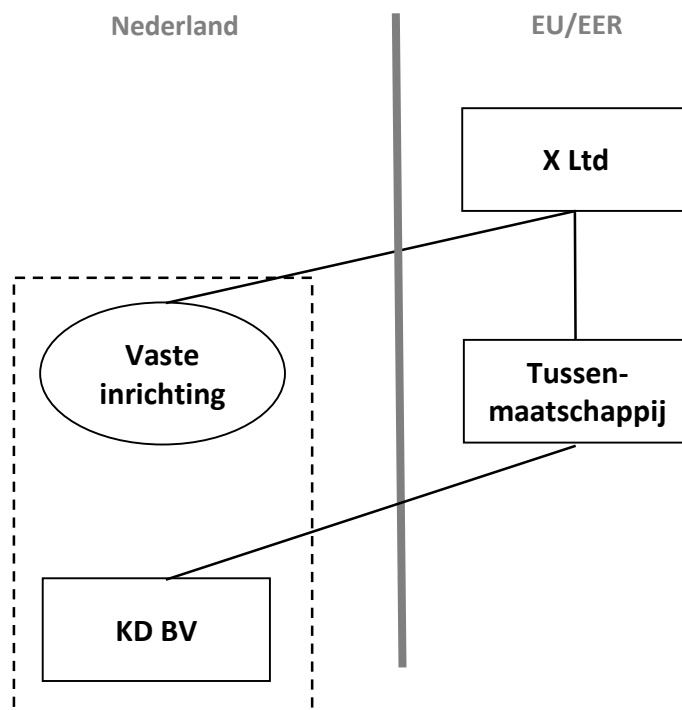 Nederland
EU/EER
X Ltd
Vaste
inrichting
Tussen-
maatschappij
KD BV